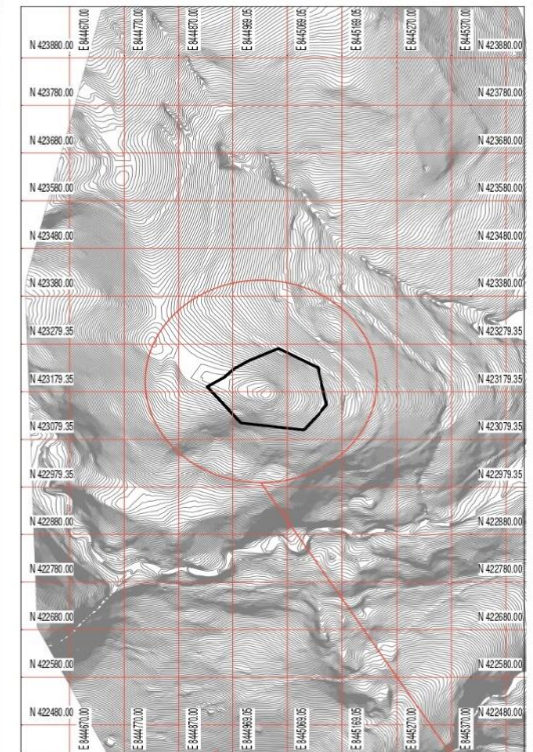 E 8444670.00
E 8444770.00
E 8444870.00
E 8444969.05
E 8445069.05
E 8445169.05
E 8445270.00
E 8445370.00
N 423880.00 N 423880.00
N 423780.00 N 423780.00
N 423680.00 N 423680.00
N 423580.00 N 423580.00
N 423480.00 N 423480.00
N 423380.00 N 423380.00
N 423279.35 N 423279.35
N 423179.35 N 423179.35
N 423079.35 N 423079.35
N 422979.35 N 422979.35
N 422880.00 N 422880.00
N 422780.00 N 422780.00
N 422680.00 N 422680.00
N 422580.00 N 422580.00
N 422480.00 N 422480.00
E 8444670.00
E 8444770.00
E 8444870.00
E 8444969.05
E 8445069.05
E 8445169.05
E 8445270.00
E 8445370.00